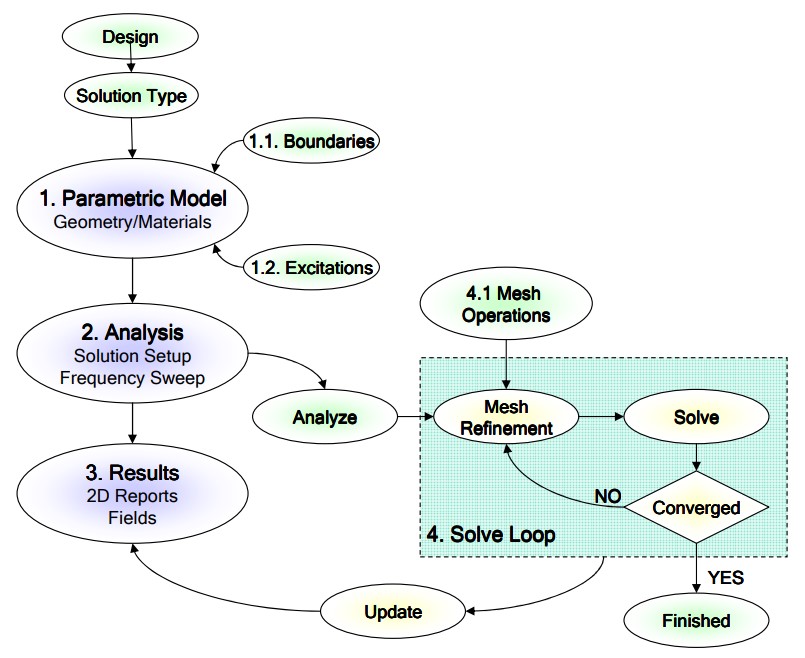 Design
Solution Type
1.1. Boundaries
1. Parametric Model
Geometry/Materials
1.2. Excitations
4.1 Mesh
Operations
2. Analysis
Solution Setup
Frequency Sweep
Analyze
Mesh
Refinement
Solve
3. Results
2D Reports
Fields
NO
Converged
4. Solve Loop
YES
Update
Finished